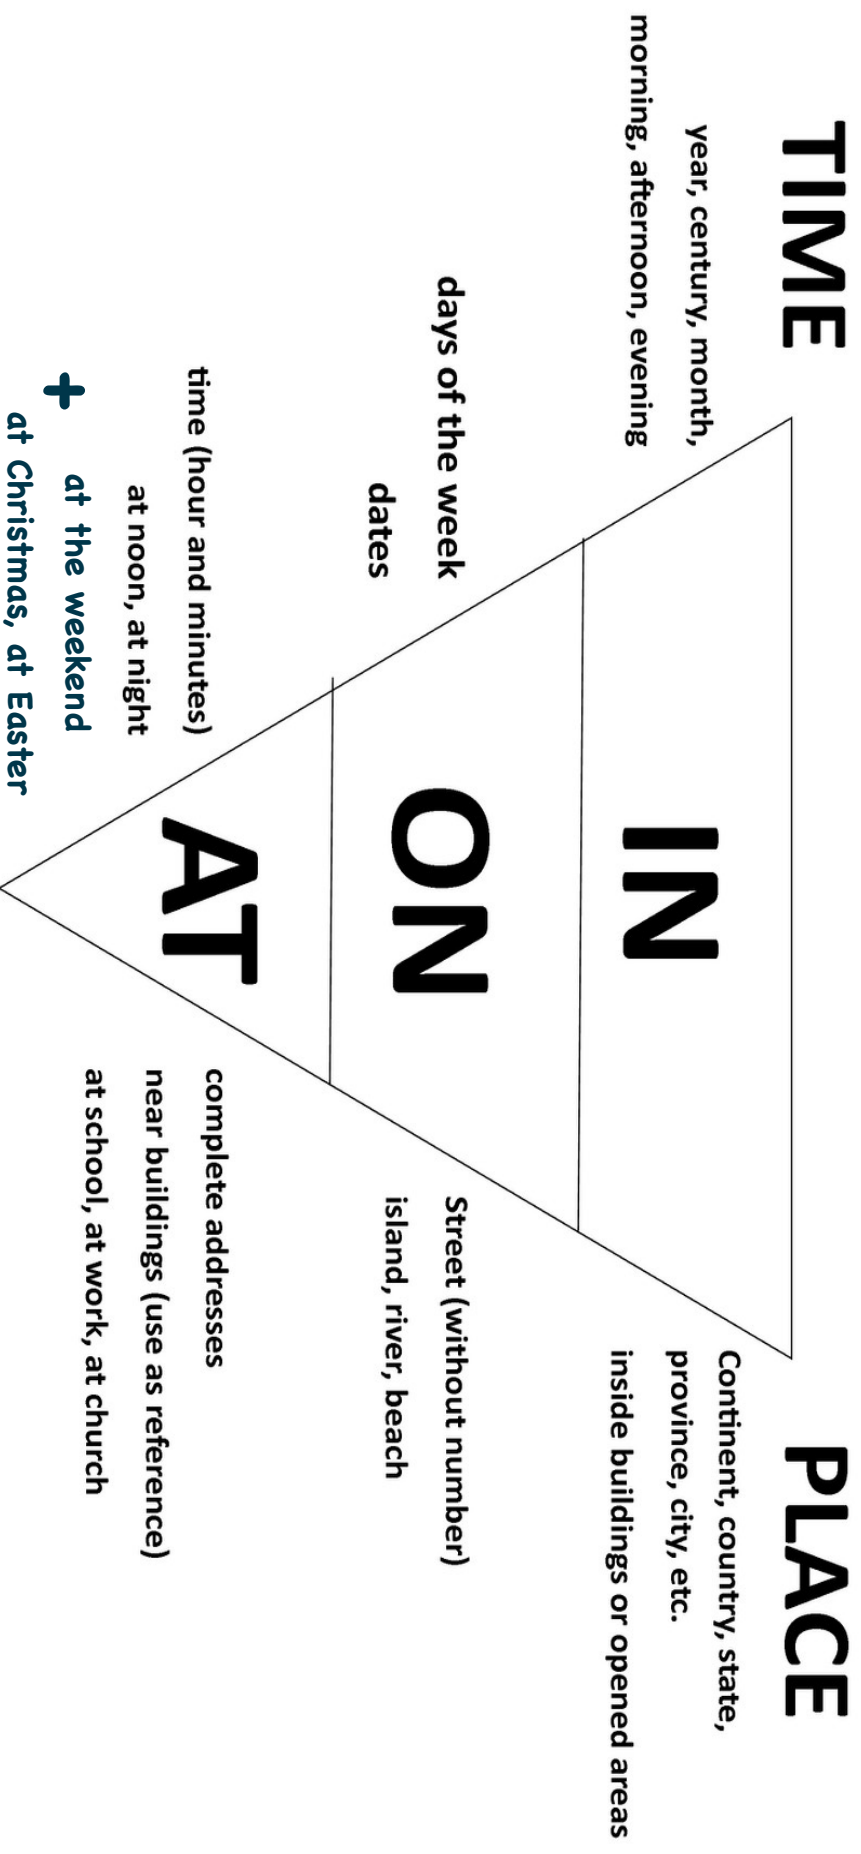 TIME
PLACE
year, century, month,
morning, afternoon, evening
IN
Continent, country, state,
province, city, etc.
inside buildings or opened areas
days of the week
dates
ON
Street (without number)
island, river, beach
time (hour and minutes)
at noon, at night
AT
complete addresses
near buildings (use as reference)
at school, at work, at church
+ at the weekend
at Christmas, at Easter